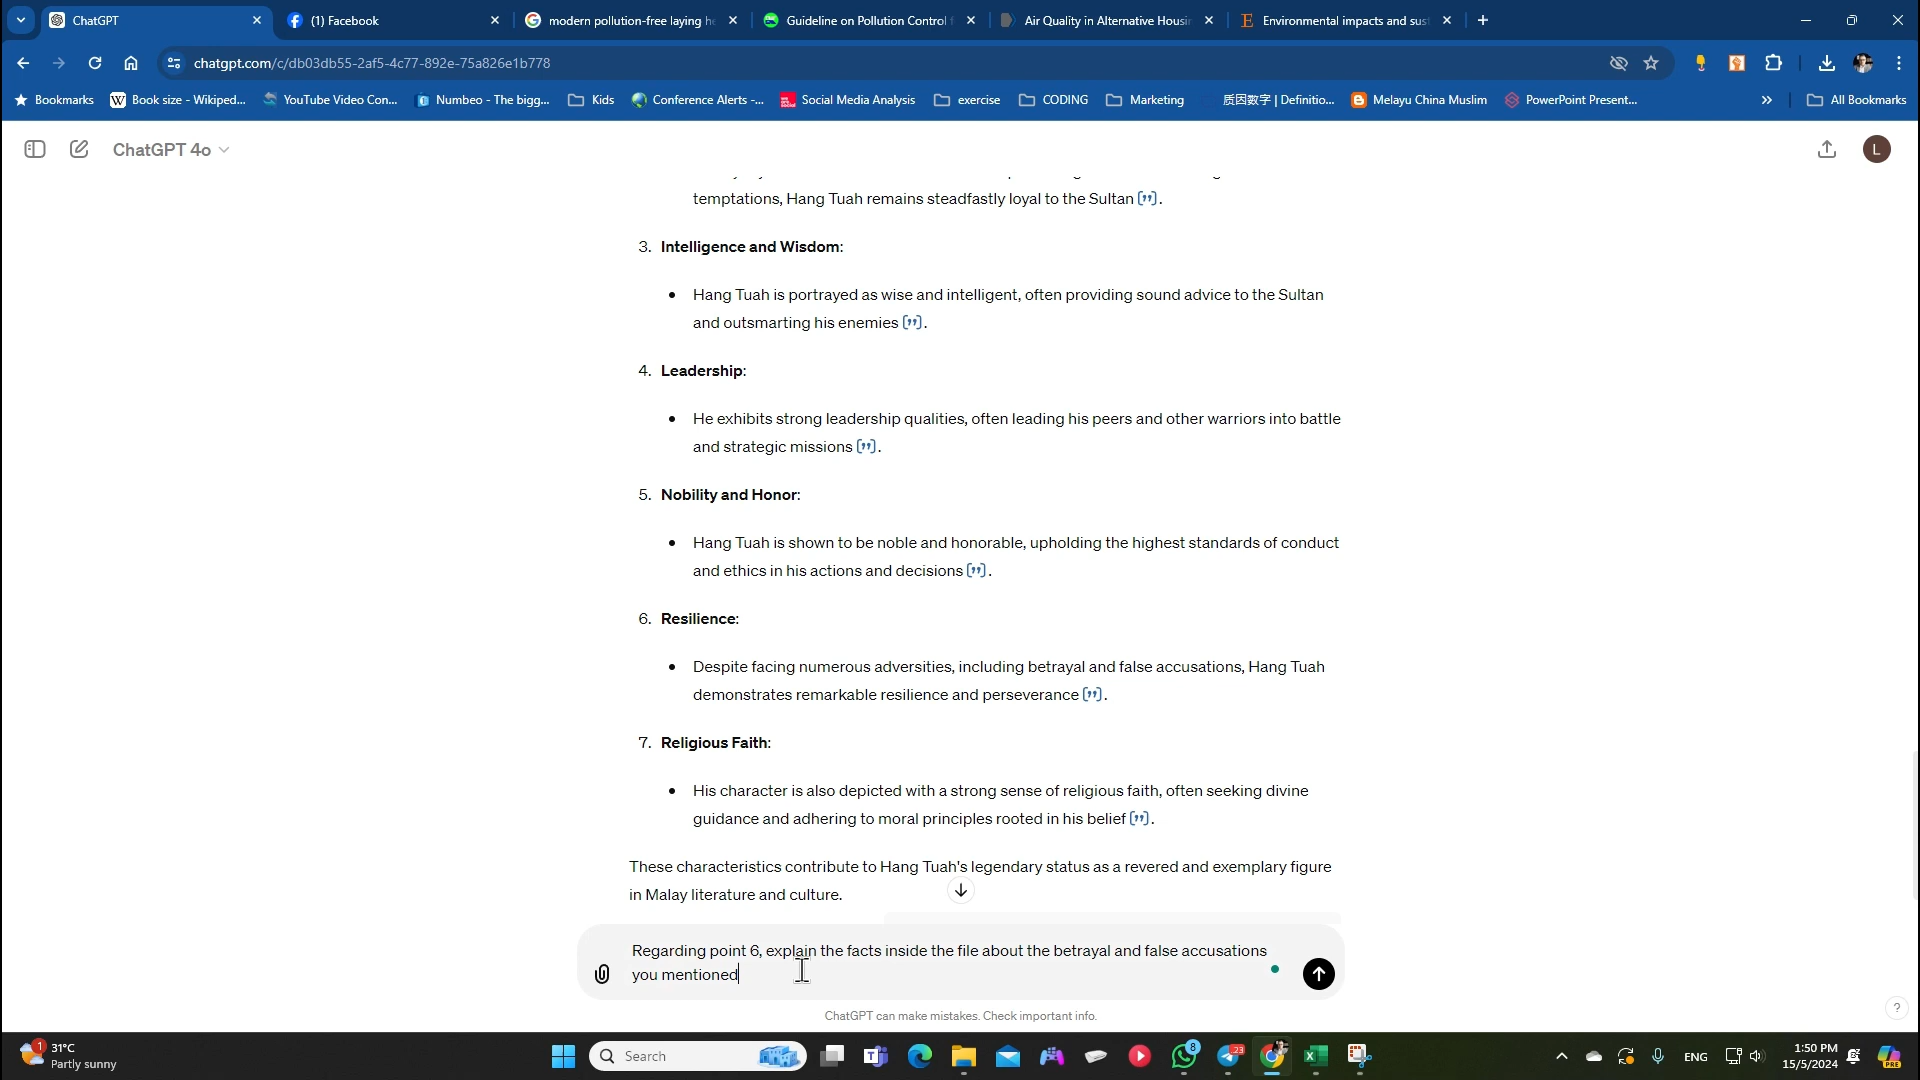 ChatGPT
(1) Facebook
modern pollution-free laying he
Guideline on Pollution Control f
Air Quality in Alternative Housin
Environmental impacts and sust
chatgpt.com/c/db03db55-2af5-4c77-892e-75a826e1b778
Bookmarks
Book size - Wikiped...
YouTube Video Con...
Numbeo - The bigg...
Kids
Conference Alerts -...
Social Media Analysis
exercise
CODING
Marketing
质因数字 | Definitio...
Melayu China Muslim
PowerPoint Present...
All Bookmarks
ChatGPT 4o
L
temptations, Hang Tuah remains steadfastly loyal to the Sultan ["].
3. Intelligence and Wisdom:
• Hang Tuah is portrayed as wise and intelligent, often providing sound advice to the Sultan
and outsmarting his enemies ["].
4. Leadership:
• He exhibits strong leadership qualities, often leading his peers and other warriors into battle
and strategic missions ["].
5. Nobility and Honor:
• Hang Tuah is shown to be noble and honorable, upholding the highest standards of conduct
and ethics in his actions and decisions ["].
6. Resilience:
• Despite facing numerous adversities, including betrayal and false accusations, Hang Tuah
demonstrates remarkable resilience and perseverance ["].
7. Religious Faith:
• His character is also depicted with a strong sense of religious faith, often seeking divine
guidance and adhering to moral principles rooted in his belief ["].
These characteristics contribute to Hang Tuah's legendary status as a revered and exemplary figure
in Malay literature and culture.
Regarding point 6, explain the facts inside the file about the betrayal and false accusations
you mentioned
ChatGPT can make mistakes. Check important info.
?
1
31°C
Partly sunny
Search
8
23
ENG
1:50 PM
15/5/2024
PRE